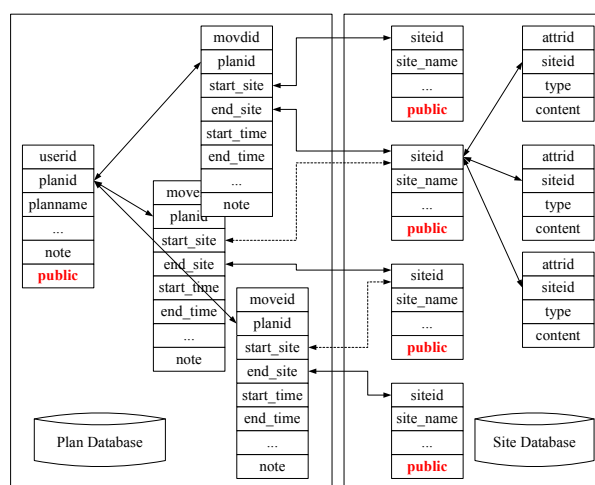 userid
planid
planname
...
note
public
movdid
planid
start_site
end_site
start_time
end_time
...
note
movei
planid
start_site
end_site
start_time
end_time
...
note
moveid
planid
start_site
end_site
start_time
end_time
...
note
Plan Database
siteid
site_name
...
public
siteid
site_name
...
public
siteid
site_name
...
public
siteid
site_name
...
public
attrid
siteid
type
content
attrid
siteid
type
content
attrid
siteid
type
content
Site Database